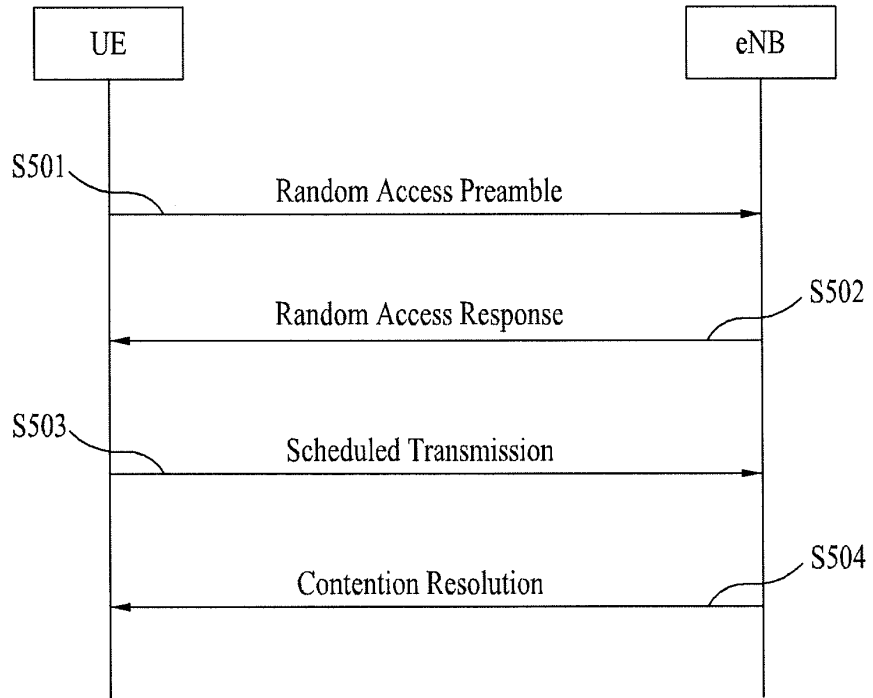 UE
eNB
S501
Random Access Preamble
S502
Random Access Response
S503
Scheduled Transmission
S504
Contention Resolution